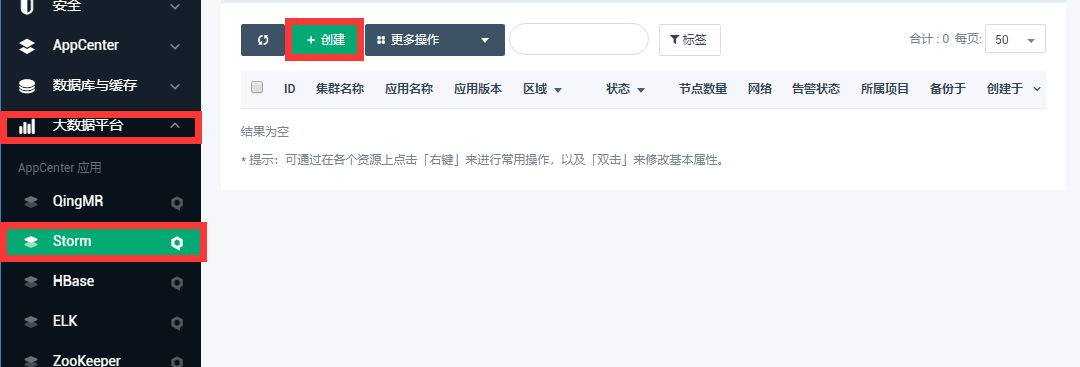 安全
AppCenter
数据库与缓存
大数据平台
AppCenter 应用
QingMR
Storm
HBase
ELK
ZooKeeper
+ 创建 更多操作 标签 合计 : 0 每页: 50
ID 集群名称 应用名称 应用版本 区域 状态 节点数量 网络 告警状态 所属项目 备份于 创建于
结果为空
* 提示：可通过在各个资源上点击「右键」来进行常用操作，以及「双击」来修改基本属性。